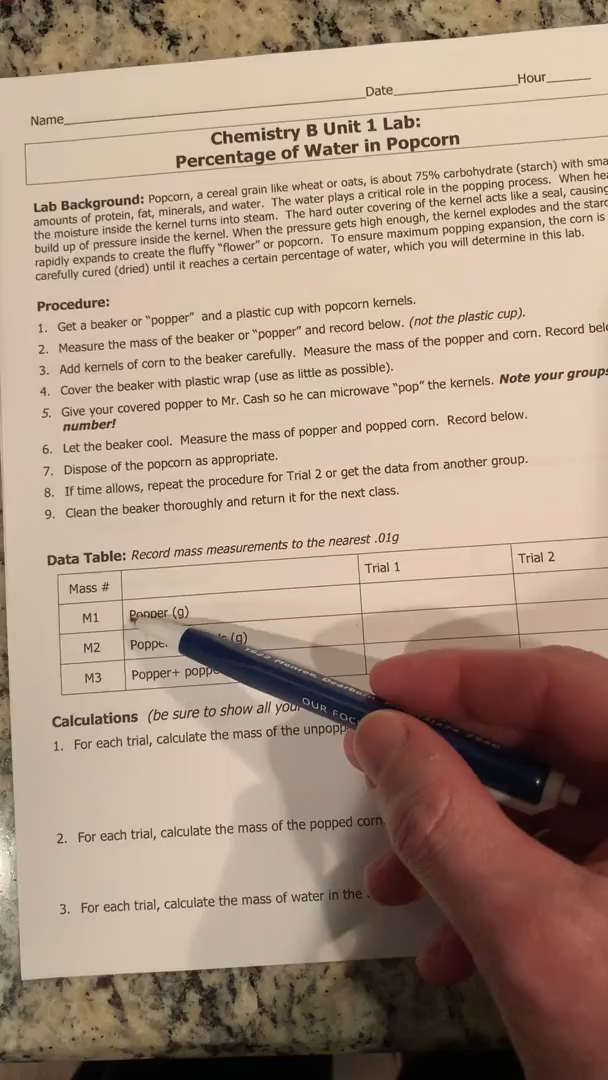 Name Date Hour
Chemistry B Unit 1 Lab:
Percentage of Water in Popcorn
Lab Background: Popcorn, a cereal grain like wheat or oats, is about 75% carbohydrate (starch) with sma
amounts of protein, fat, minerals, and water. The water plays a critical role in the popping process. When hea
the moisture inside the kernel turns into steam. The hard outer covering of the kernel acts like a seal, causing
build up of pressure inside the kernel. When the pressure gets high enough, the kernel explodes and the starc
rapidly expands to create the fluffy "flower" or popcorn. To ensure maximum popping expansion, the corn is
carefully cured (dried) until it reaches a certain percentage of water, which you will determine in this lab.
Procedure:
1. Get a beaker or "popper" and a plastic cup with popcorn kernels.
2. Measure the mass of the beaker or "popper" and record below. (not the plastic cup).
3. Add kernels of corn to the beaker carefully. Measure the mass of the popper and corn. Record belo
4. Cover the beaker with plastic wrap (use as little as possible).
5. Give your covered popper to Mr. Cash so he can microwave "pop" the kernels. Note your groups
number!
6. Let the beaker cool. Measure the mass of popper and popped corn. Record below.
7. Dispose of the popcorn as appropriate.
8. If time allows, repeat the procedure for Trial 2 or get the data from another group.
9. Clean the beaker thoroughly and return it for the next class.
Data Table: Record mass measurements to the nearest .01g
Mass # Trial 1 Trial 2
M1 Popper (g)
M2 Poppe (g)
M3 Popper+ poppe
Calculations (be sure to show all your
1. For each trial, calculate the mass of the unpopp
2. For each trial, calculate the mass of the popped corn.
3. For each trial, calculate the mass of water in the
OUR FOC